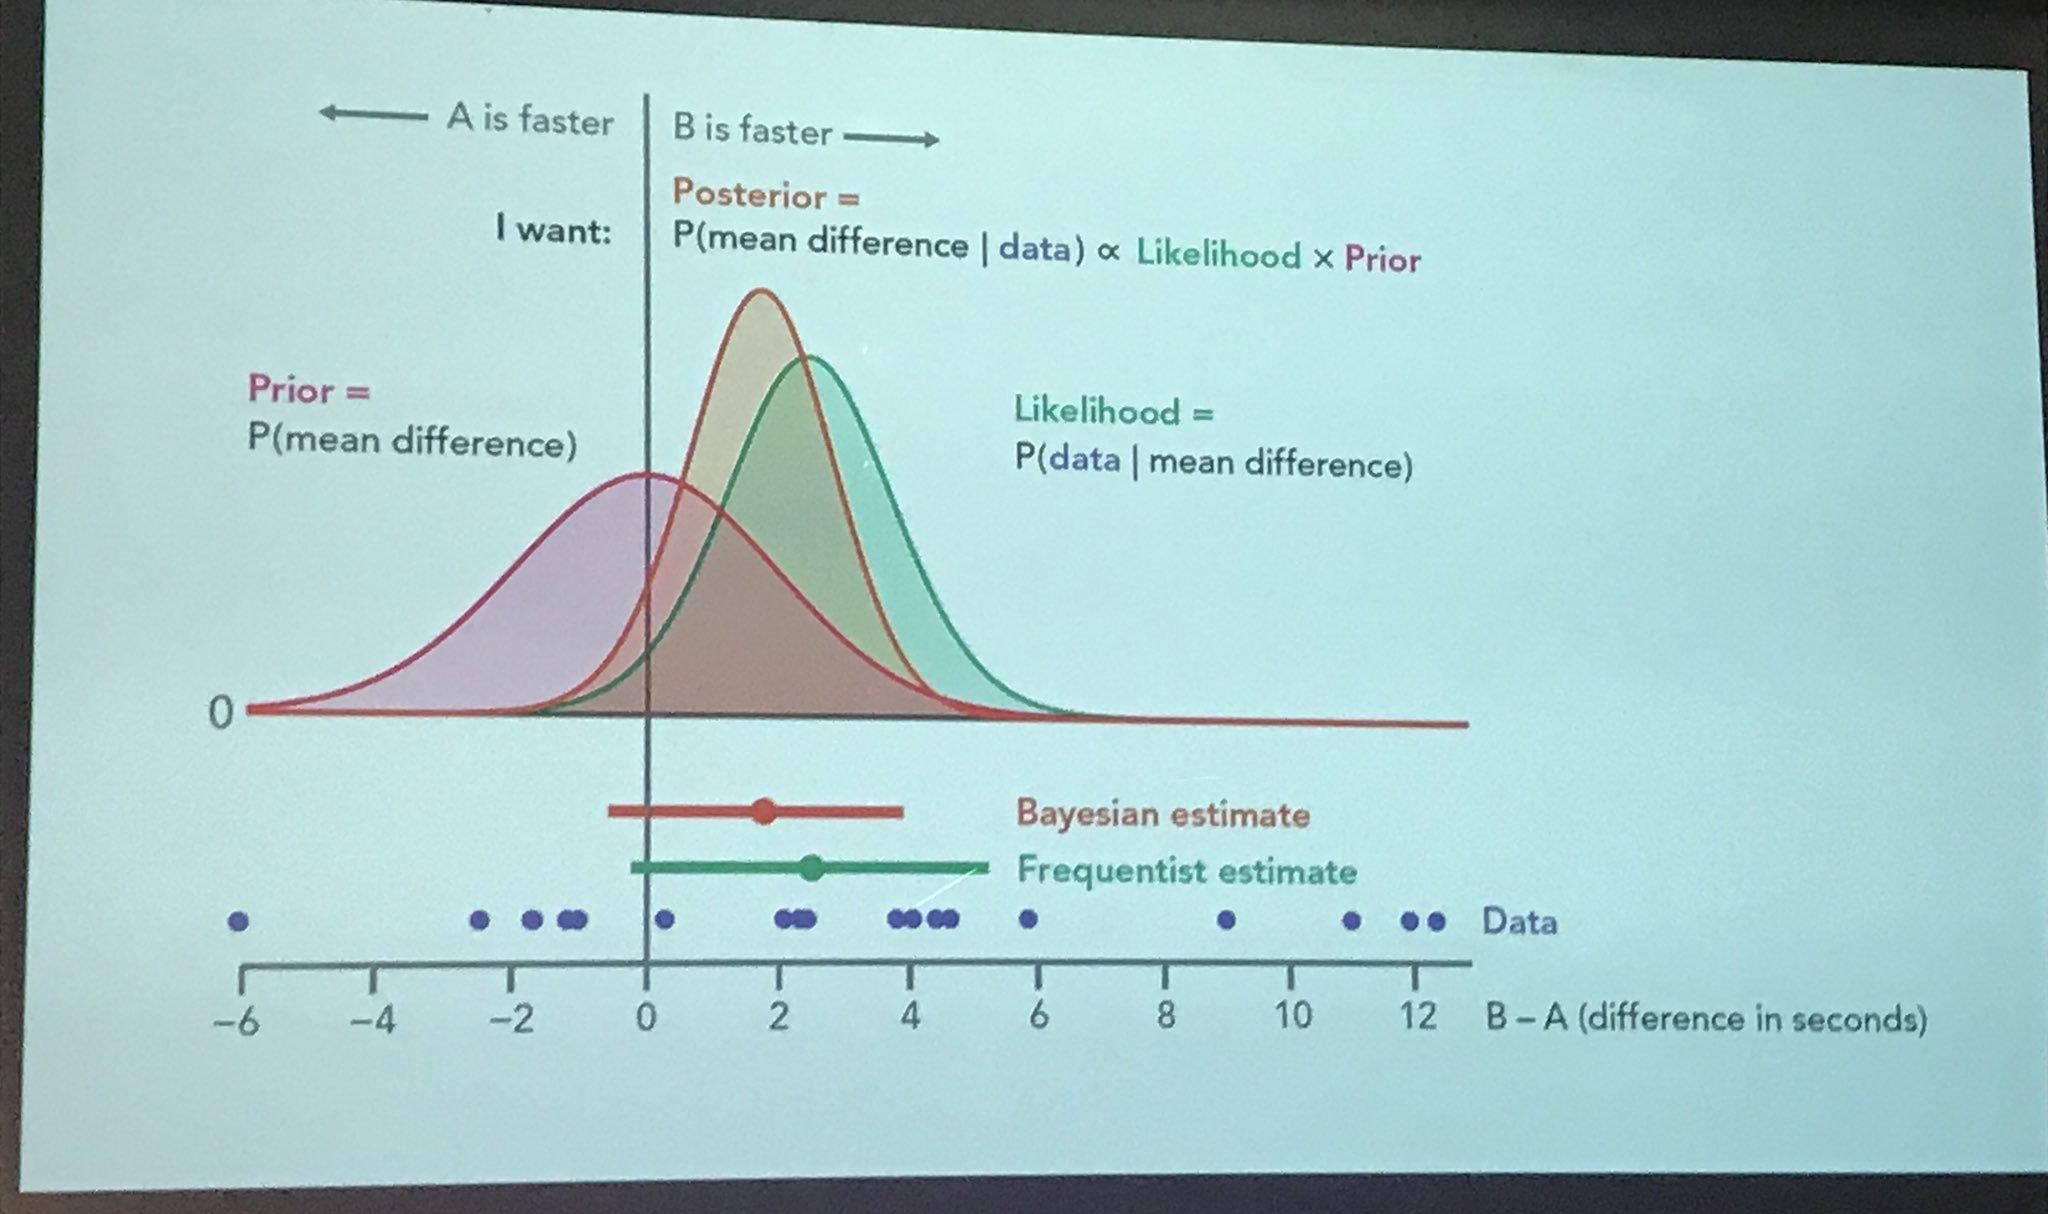 A is faster
B is faster
I want:
Posterior =
P(mean difference | data) ∝ Likelihood × Prior
Prior =
P(mean difference)
Likelihood =
P(data | mean difference)
0
Bayesian estimate
Frequentist estimate
Data
−6 −4 −2 0 2 4 6 8 10 12 B – A (difference in seconds)